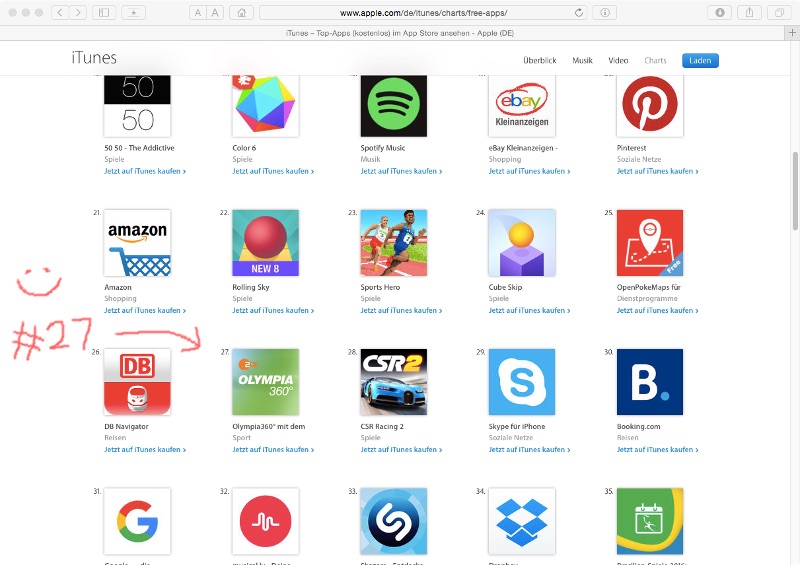 www.apple.com/de/itunes/charts/free-apps/
iTunes – Top-Apps (kostenlos) im App Store ansehen - Apple (DE)
iTunes
Überblick Musik Video Charts Laden
50 50
50
ebay
Kleinanzeigen
50 50 - The Addictive
Color 6
Spotify Music
eBay Kleinanzeigen -
Pinterest
Spiele
Spiele
Musik
Shopping
Soziale Netze
Jetzt auf iTunes kaufen ›
Jetzt auf iTunes kaufen ›
Jetzt auf iTunes kaufen ›
Jetzt auf iTunes kaufen ›
Jetzt auf iTunes kaufen ›
21.
amazon
Amazon
Shopping
Jetzt auf iTunes kaufen ›
22.
NEW 8
Rolling Sky
Spiele
Jetzt auf iTunes kaufen ›
23.
Sports Hero
Spiele
Jetzt auf iTunes kaufen ›
24.
Cube Skip
Spiele
Jetzt auf iTunes kaufen ›
25.
Free
OpenPokeMaps für
Dienstprogramme
Jetzt auf iTunes kaufen ›
#27
26.
DB
DB Navigator
Reisen
Jetzt auf iTunes kaufen ›
27.
ZDF
OLYMPIA
360°
Olympia360° mit dem
Sport
Jetzt auf iTunes kaufen ›
28.
CSR2
CSR Racing 2
Spiele
Jetzt auf iTunes kaufen ›
29.
S
Skype für iPhone
Soziale Netze
Jetzt auf iTunes kaufen ›
30.
B.
Booking.com
Reisen
Jetzt auf iTunes kaufen ›
31.
G
32.
33.
34.
Dropbox
35.